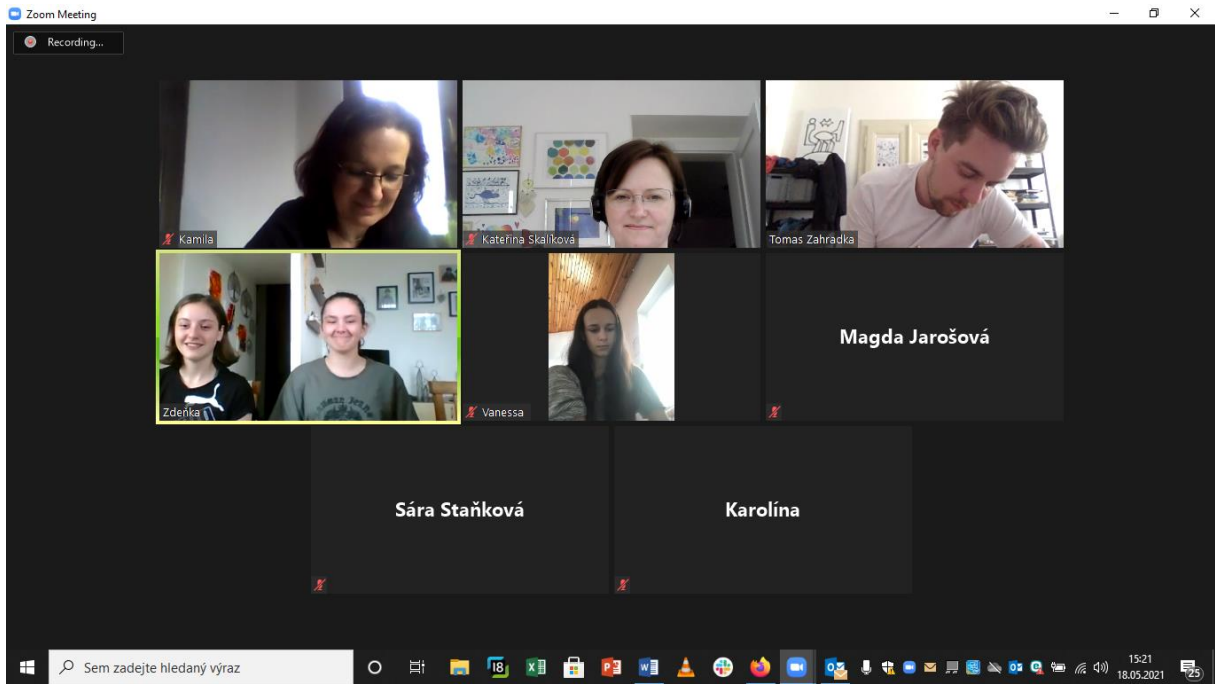 Zoom Meeting
Recording...
Kamila
Kateřina Skalíková
Tomas Zahradka
Zdeňka
Vanessa
Magda Jarošová
Sára Staňková
Karolína
Sem zadejte hledaný výraz
18
15:21
18.05.2021
25